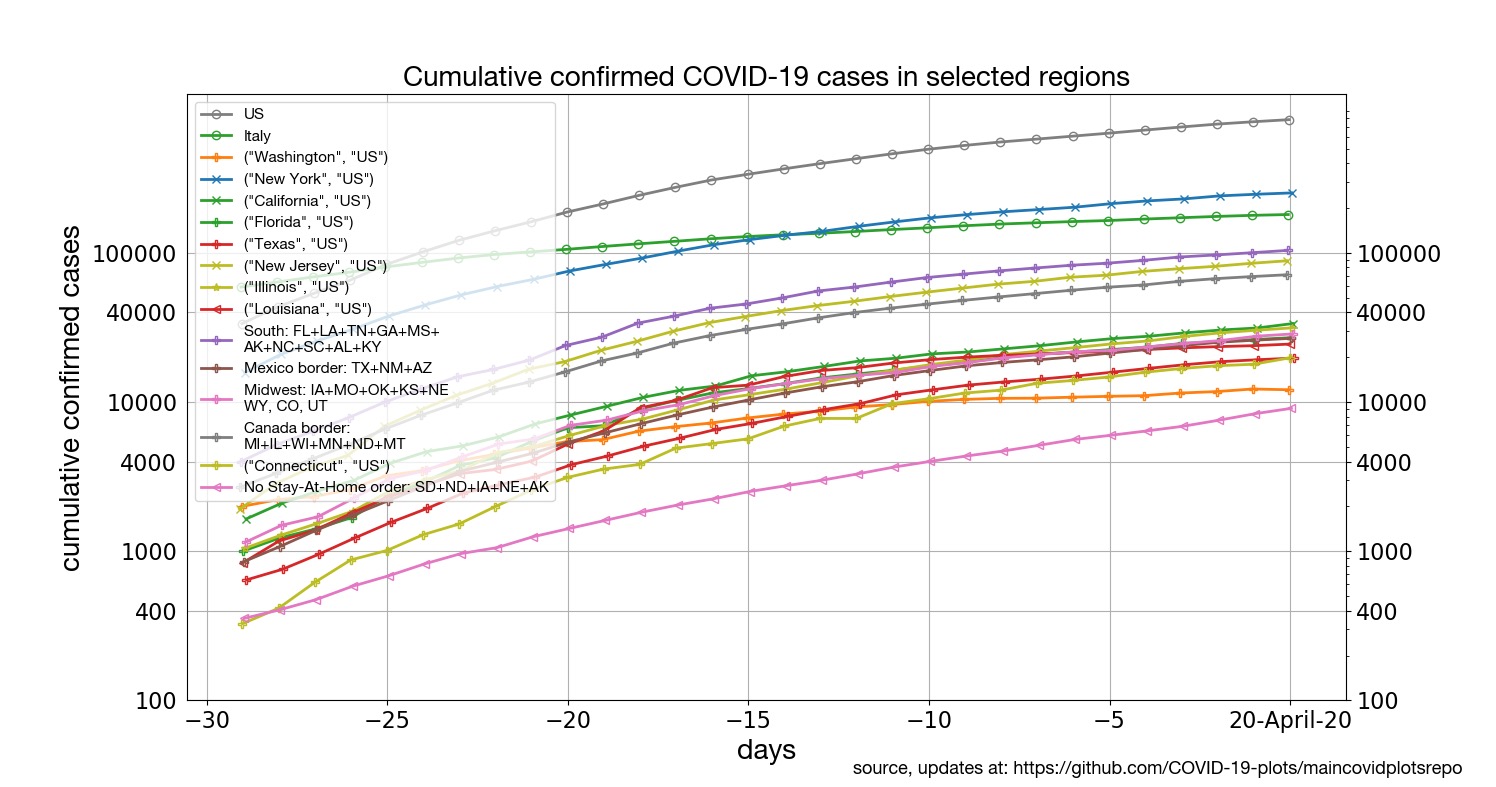 Cumulative confirmed COVID-19 cases in selected regions
US
Italy
("Washington", "US")
("New York", "US")
("California", "US")
("Florida", "US")
("Texas", "US")
("New Jersey", "US")
("Illinois", "US")
("Louisiana", "US")
South: FL+LA+TN+GA+MS+
AK+NC+SC+AL+KY
Mexico border: TX+NM+AZ
Midwest: IA+MO+OK+KS+NE
WY, CO, UT
Canada border:
MI+L+WI+MN+ND+MT
("Connecticut", "US")
No Stay-At-Home order: SD+ND+IA+NE+AK
cumulative confirmed cases
100000
40000
10000
4000
1000
400
100
100000
40000
10000
4000
1000
400
100
−30 −25 −20 −15 −10 −5 20-April-20
days
source, updates at: https://github.com/COVID-19-plots/maincovidplotsrepo